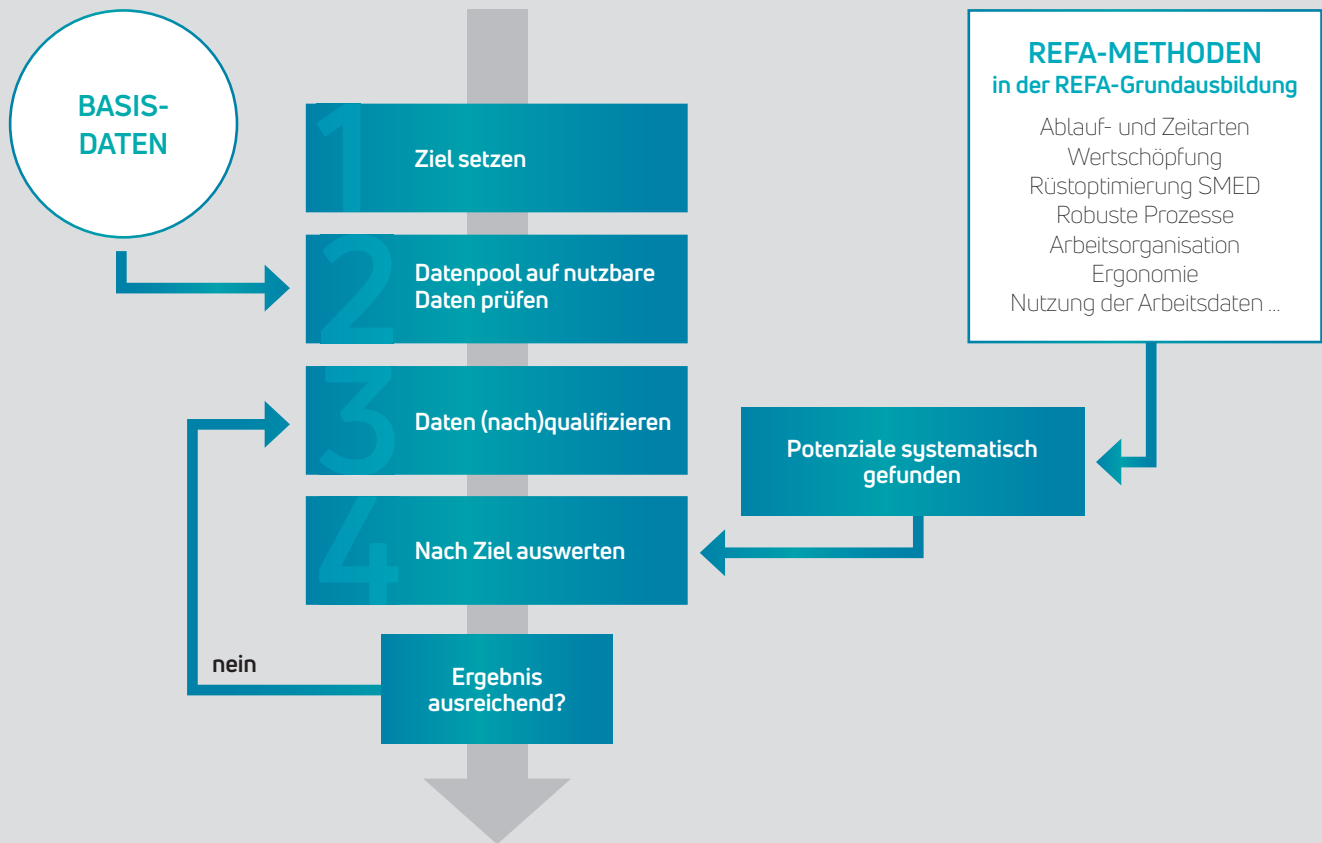 BASIS-
DATEN
1
Ziel setzen
2
Datenpool auf nutzbare
Daten prüfen
3
Daten (nach)qualifizieren
4
Nach Ziel auswerten
nein
Ergebnis
ausreichend?
REFA-METHODEN
in der REFA-Grundausbildung
Ablauf- und Zeitarten
Wertschöpfung
Rüstoptimierung SMED
Robuste Prozesse
Arbeitsorganisation
Ergonomie
Nutzung der Arbeitsdaten ...
Potenziale systematisch
gefunden